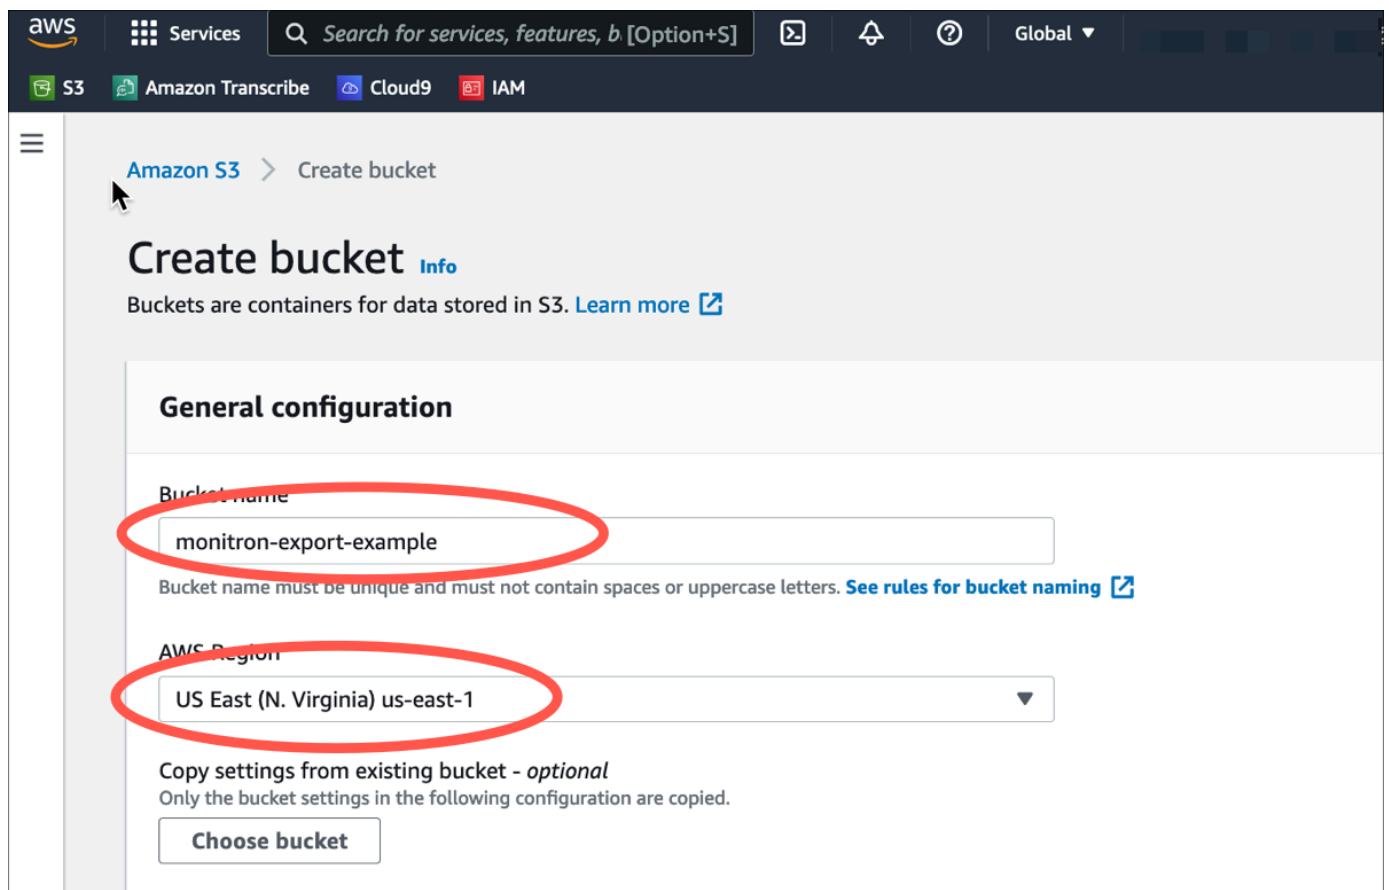 aws Services Search for services, features, b [Option+S] Global
S3 Amazon Transcribe Cloud9 IAM
Amazon S3 > Create bucket
Create bucket Info
Buckets are containers for data stored in S3. Learn more
General configuration
Bucket name
monitron-export-example
Bucket name must be unique and must not contain spaces or uppercase letters. See rules for bucket naming
AWS Region
US East (N. Virginia) us-east-1
Copy settings from existing bucket - optional
Only the bucket settings in the following configuration are copied.
Choose bucket